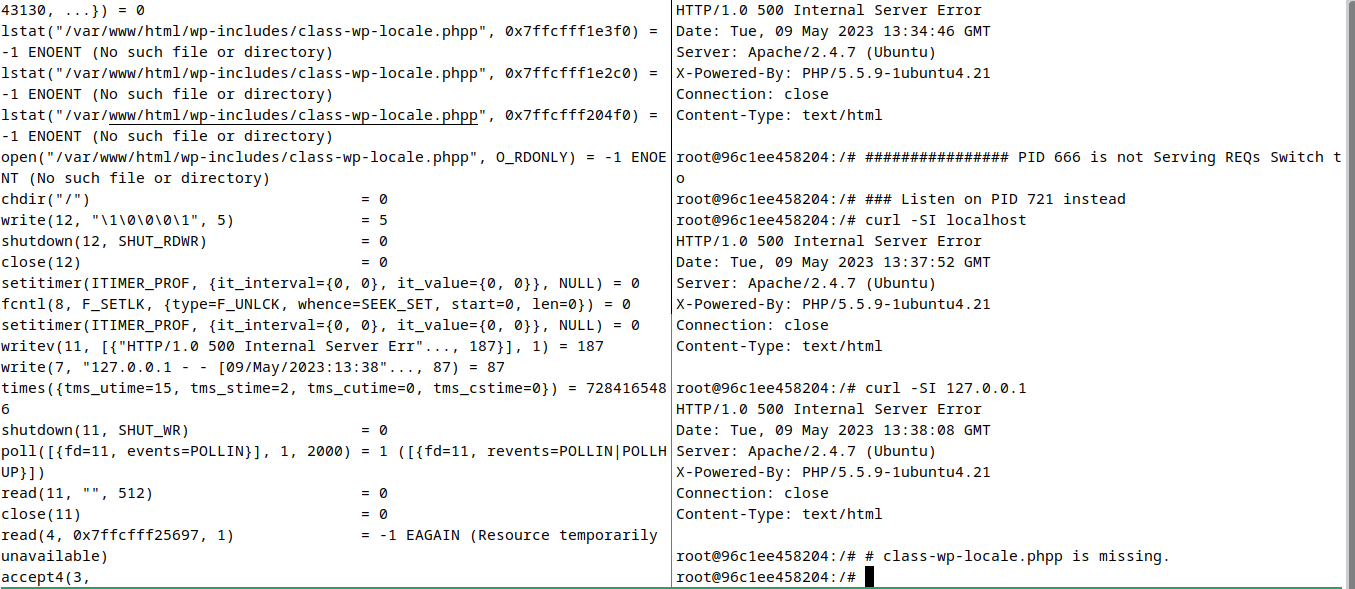 43130, ...}) = 0
lstat("/var/www/html/wp-includes/class-wp-locale.phpp", 0x7ffcfff1e3f0) =
-1 ENOENT (No such file or directory)
lstat("/var/www/html/wp-includes/class-wp-locale.phpp", 0x7ffcfff1e2c0) =
-1 ENOENT (No such file or directory)
lstat("/var/www/html/wp-includes/class-wp-locale.phpp", 0x7ffcfff204f0) =
-1 ENOENT (No such file or directory)
open("/var/www/html/wp-includes/class-wp-locale.phpp", O_RDONLY) = -1 ENOE
NT (No such file or directory)
chdir("/")                              = 0
write(12, "\1\0\0\0\1", 5)              = 5
shutdown(12, SHUT_RDWR)                 = 0
close(12)                               = 0
setitimer(ITIMER_PROF, {it_interval={0, 0}, it_value={0, 0}}, NULL) = 0
fcntl(8, F_SETLK, {type=F_UNLCK, whence=SEEK_SET, start=0, len=0}) = 0
setitimer(ITIMER_PROF, {it_interval={0, 0}, it_value={0, 0}}, NULL) = 0
writev(11, [{"HTTP/1.0 500 Internal Server Err"..., 187}], 1) = 187
write(7, "127.0.0.1 - - [09/May/2023:13:38"..., 87) = 87
times({tms_utime=15, tms_stime=2, tms_cutime=0, tms_cstime=0}) = 728416548
6
shutdown(11, SHUT_WR)                   = 0
poll([{fd=11, events=POLLIN}], 1, 2000) = 1 ([{fd=11, revents=POLLIN|POLLH
UP}])
read(11, "", 512)                       = 0
close(11)                               = 0
read(4, 0x7ffcfff25697, 1)              = -1 EAGAIN (Resource temporarily
unavailable)
accept4(3,
HTTP/1.0 500 Internal Server Error
Date: Tue, 09 May 2023 13:34:46 GMT
Server: Apache/2.4.7 (Ubuntu)
X-Powered-By: PHP/5.5.9-1ubuntu4.21
Connection: close
Content-Type: text/html

root@96c1ee458204:/# ################ PID 666 is not Serving REQs Switch t
o
root@96c1ee458204:/# ### Listen on PID 721 instead
root@96c1ee458204:/# curl -SI localhost
HTTP/1.0 500 Internal Server Error
Date: Tue, 09 May 2023 13:37:52 GMT
Server: Apache/2.4.7 (Ubuntu)
X-Powered-By: PHP/5.5.9-1ubuntu4.21
Connection: close
Content-Type: text/html

root@96c1ee458204:/# curl -SI 127.0.0.1
HTTP/1.0 500 Internal Server Error
Date: Tue, 09 May 2023 13:38:08 GMT
Server: Apache/2.4.7 (Ubuntu)
X-Powered-By: PHP/5.5.9-1ubuntu4.21
Connection: close
Content-Type: text/html

root@96c1ee458204:/# # class-wp-locale.phpp is missing.
root@96c1ee458204:/#